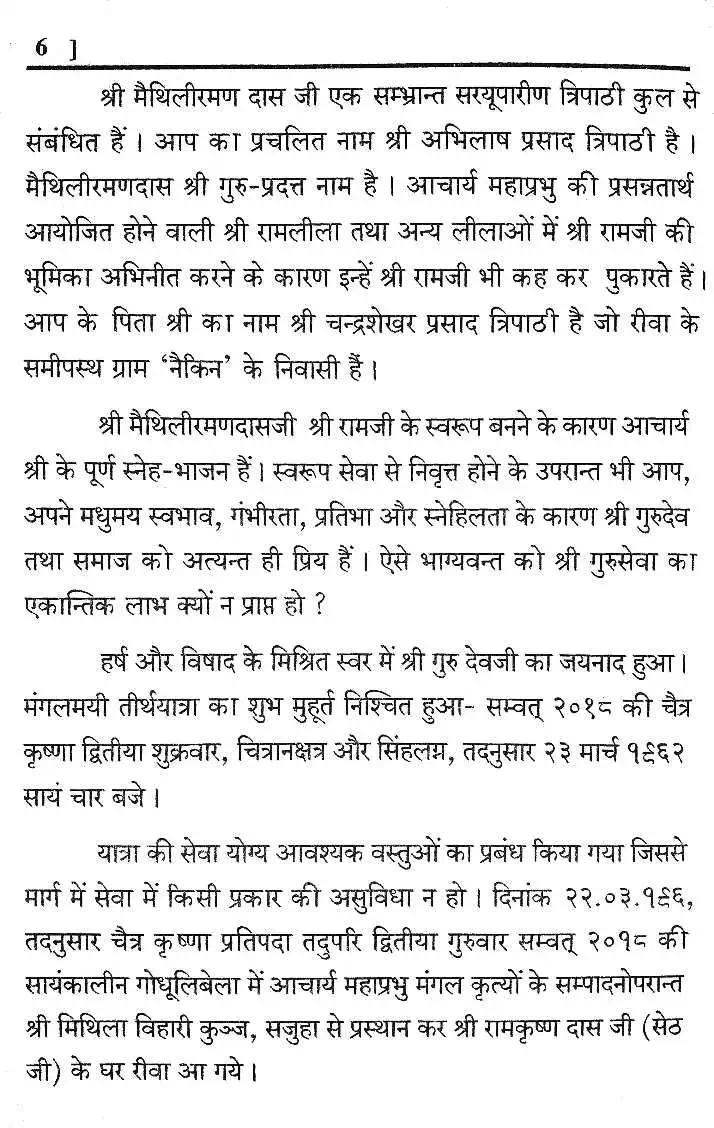 6 ]
श्री मैथिलीरमण दास जी एक सम्भ्रान्त सरयूपारीण त्रिपाठी कुल से
संबंधित हैं । आप का प्रचलित नाम श्री अभिलाष प्रसाद त्रिपाठी है ।
मैथिलीरमणदास श्री गुरु-प्रदत्त नाम है । आचार्य महाप्रभु की प्रसन्नतार्थ
आयोजित होने वाली श्री रामलीला तथा अन्य लीलाओं में श्री रामजी की
भूमिका अभिनीत करने के कारण इन्हें श्री रामजी भी कह कर पुकारते हैं ।
आप के पिता श्री का नाम श्री चन्द्रशेखर प्रसाद त्रिपाठी है जो रीवा के
समीपस्थ ग्राम ‘नैकिन’ के निवासी हैं ।
श्री मैथिलीरमणदासजी श्री रामजी के स्वरूप बनने के कारण आचार्य
श्री के पूर्ण स्नेह-भाजन हैं । स्वरूप सेवा से निवृत्त होने के उपरान्त भी आप,
अपने मधुमय स्वभाव, गंभीरता, प्रतिभा और स्नेहिलता के कारण श्री गुरुदेव
तथा समाज को अत्यन्त ही प्रिय हैं । ऐसे भाग्यवन्त को श्री गुरुसेवा का
एकान्तिक लाभ क्यों न प्राप्त हो ?
हर्ष और विषाद के मिश्रित स्वर में श्री गुरु देवजी का जयनाद हुआ ।
मंगलमयी तीर्थयात्रा का शुभ मुहूर्त निश्चित हुआ- सम्वत् २०१८ की चैत्र
कृष्णा द्वितीया शुक्रवार, चित्रानक्षत्र और सिंहलग्न, तदनुसार २३ मार्च १९६२
सायं चार बजे ।
यात्रा की सेवा योग्य आवश्यक वस्तुओं का प्रबंध किया गया जिससे
मार्ग में सेवा में किसी प्रकार की असुविधा न हो । दिनांक २२.०३.१९६,
तदनुसार चैत्र कृष्णा प्रतिपदा तदुपरि द्वितीया गुरुवार सम्वत् २०१८ की
सायंकालीन गोधूलिबेला में आचार्य महाप्रभु मंगल कृत्यों के सम्पादनोपरान्त
श्री मिथिला विहारी कुञ्ज, सजुहा से प्रस्थान कर श्री रामकृष्ण दास जी (सेठ
जी) के घर रीवा आ गये ।